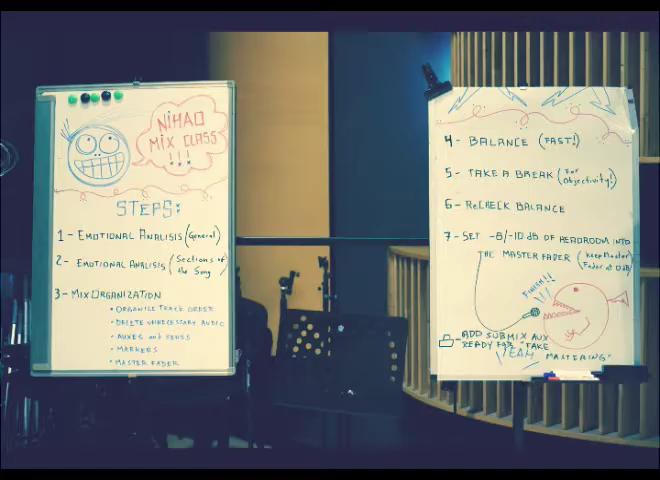 NiHAO
MIX CLASS
!!!
STEPS:
1- EMOTIONAL ANALISIS (General)
2- EMOTIONAL ANALISIS (Sections of
the Song)
3- MIX ORGANIZATION
• ORGANIZE TRACK ORDER
• DELETE UNNECESSARY AUDIO
• AUXES and SENDS
• MARKERS
• MASTER FADER
4- BALANCE (FAST!)
5- TAKE A BREAK (For
Objectivity!)
6- ReCHECK BALANCE
7- SET -8/-10 dB OF HEADROOM INTO
THE MASTER FADER (keep Master
Fader at 0dB)
FINISH!!
- ADD SUBMIX AUX
READY FOR "TAKE
YEAH MASTERING"